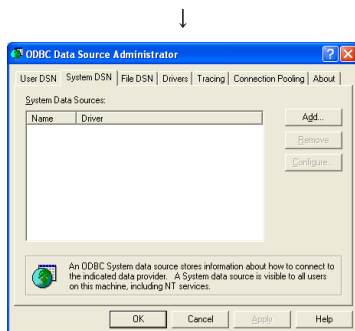 ↓
ODBC Data Source Administrator
User DSN System DSN File DSN Drivers Tracing Connection Pooling About
System Data Sources:
Name Driver
Add...
Remove
Configure...
An ODBC System data source stores information about how to connect to
the indicated data provider. A System data source is visible to all users
on this machine, including NT services.
OK Cancel Apply Help